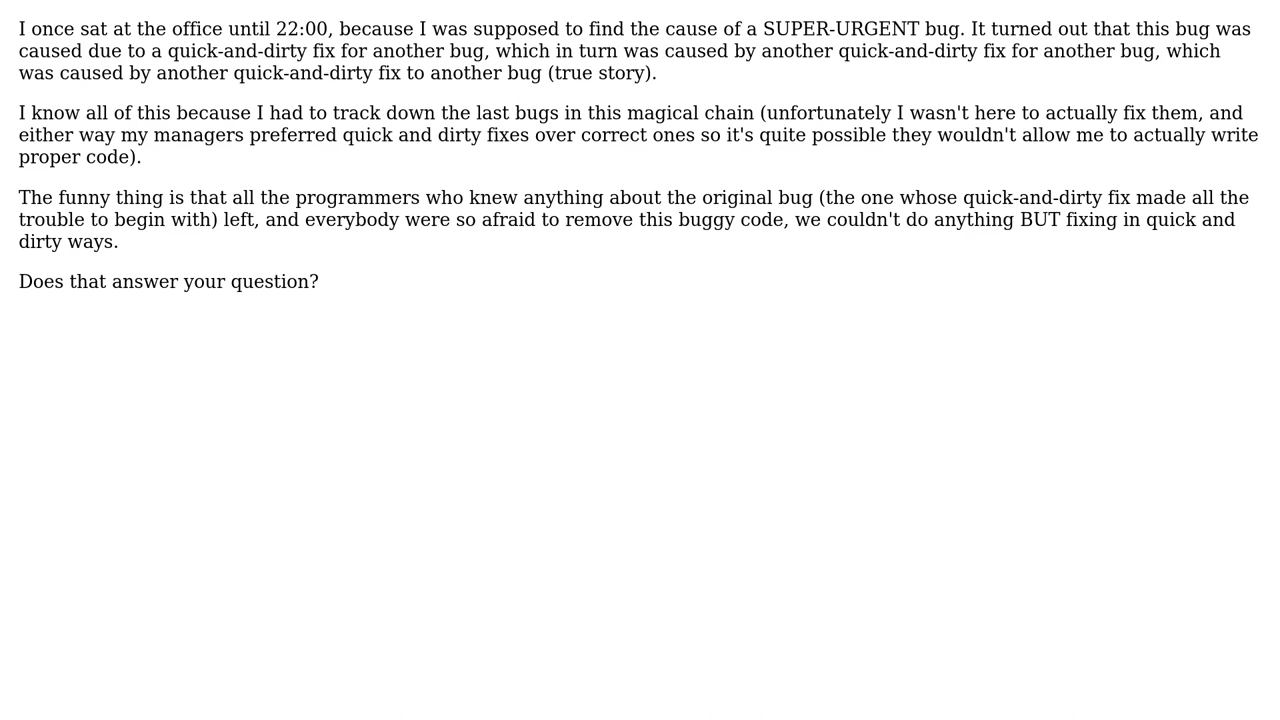 I once sat at the office until 22:00, because I was supposed to find the cause of a SUPER-URGENT bug. It turned out that this bug was
caused due to a quick-and-dirty fix for another bug, which in turn was caused by another quick-and-dirty fix for another bug, which
was caused by another quick-and-dirty fix to another bug (true story).
I know all of this because I had to track down the last bugs in this magical chain (unfortunately I wasn't here to actually fix them, and
either way my managers preferred quick and dirty fixes over correct ones so it's quite possible they wouldn't allow me to actually write
proper code).
The funny thing is that all the programmers who knew anything about the original bug (the one whose quick-and-dirty fix made all the
trouble to begin with) left, and everybody were so afraid to remove this buggy code, we couldn't do anything BUT fixing in quick and
dirty ways.
Does that answer your question?